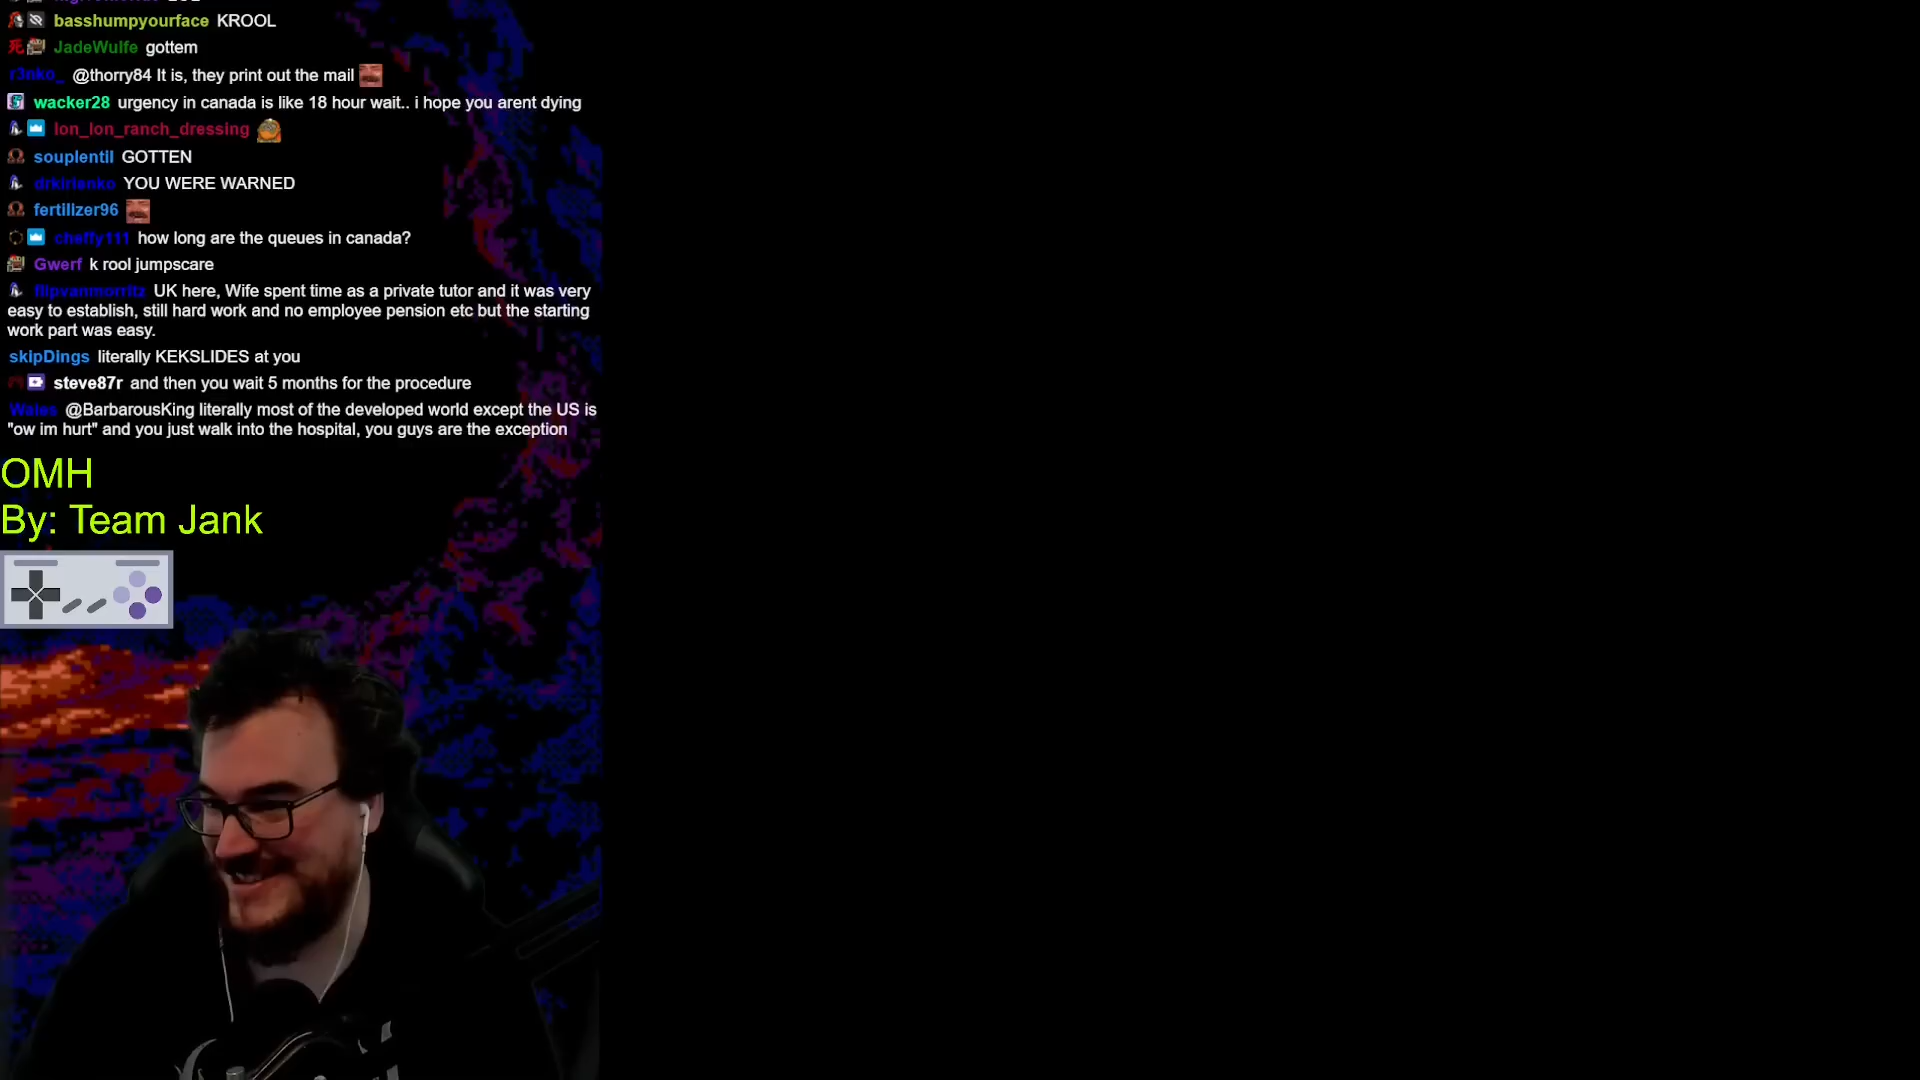 basshumpyourface KROOL
JadeWulfe gottem
r3nko_ @thorry84 It is, they print out the mail
wacker28 urgency in canada is like 18 hour wait.. i hope you arent dying
lon_lon_ranch_dressing
souplentil GOTTEN
drkirienko YOU WERE WARNED
fertilizer96
cheffy111 how long are the queues in canada?
Gwerf k rool jumpscare
flipvanmorritz UK here, Wife spent time as a private tutor and it was very
easy to establish, still hard work and no employee pension etc but the starting
work part was easy.
skipDings literally KEKSLIDES at you
steve87r and then you wait 5 months for the procedure
Wales @BarbarousKing literally most of the developed world except the US is
"ow im hurt" and you just walk into the hospital, you guys are the exception
OMH
By: Team Jank